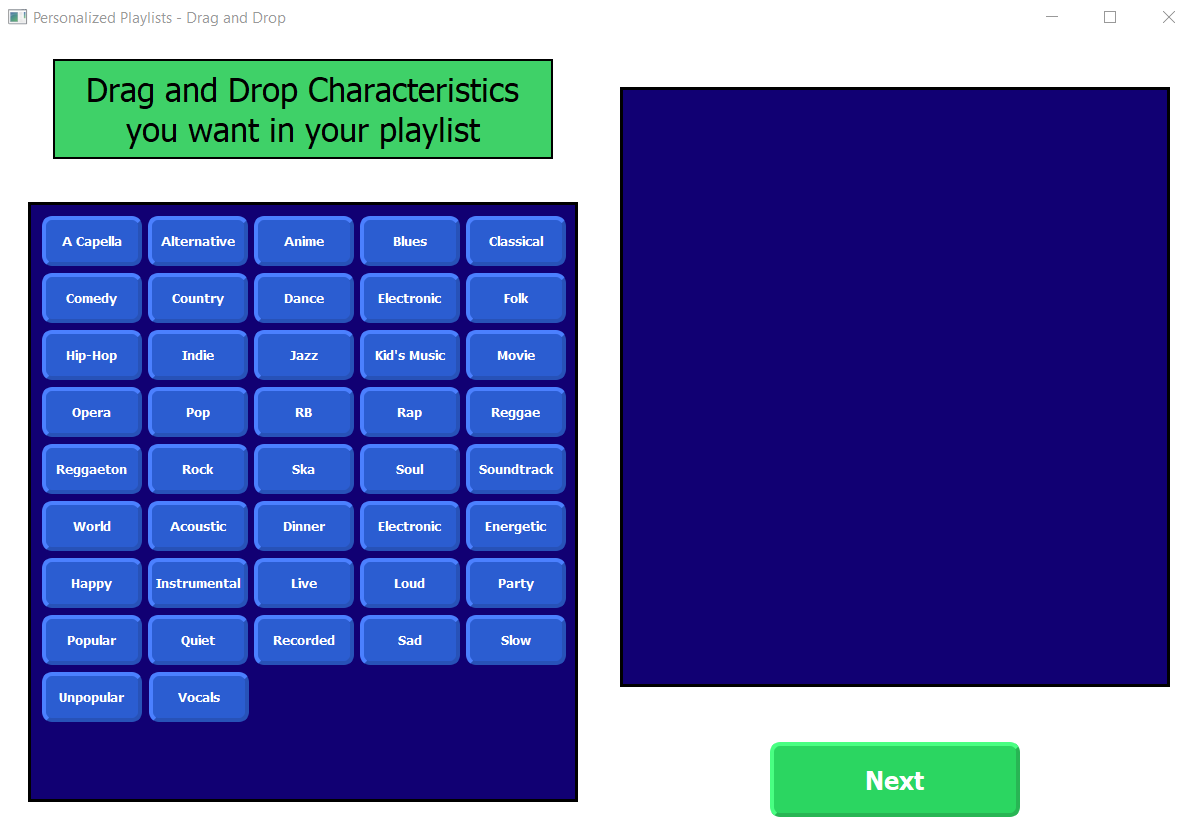 Personalized Playlists - Drag and Drop
Drag and Drop Characteristics
you want in your playlist
A Capella Alternative Anime Blues Classical
Comedy Country Dance Electronic Folk
Hip-Hop Indie Jazz Kid's Music Movie
Opera Pop RB Rap Reggae
Reggaeton Rock Ska Soul Soundtrack
World Acoustic Dinner Electronic Energetic
Happy Instrumental Live Loud Party
Popular Quiet Recorded Sad Slow
Unpopular Vocals
Next